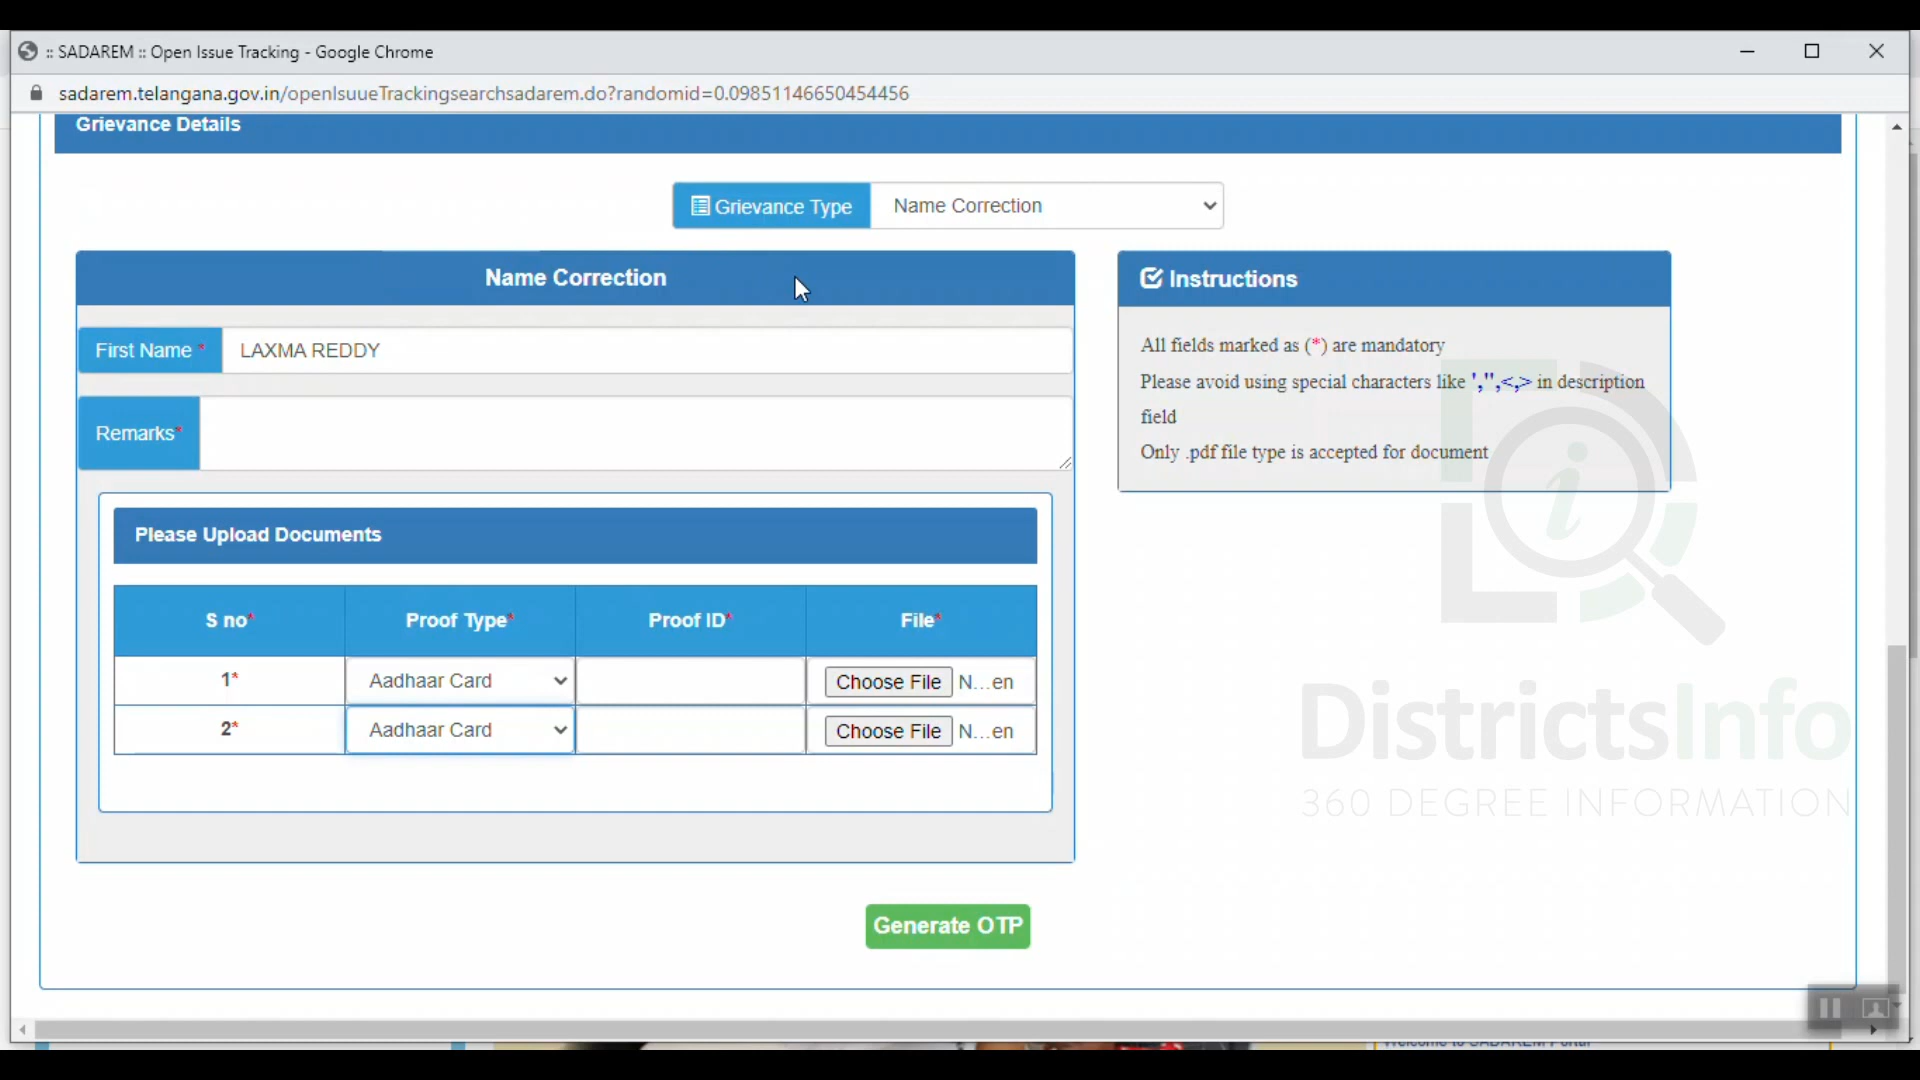 :: SADAREM :: Open Issue Tracking - Google Chrome
sadarem.telangana.gov.in/openIsuueTrackingsearchsadarem.do?randomid=0.09851146650454456
Grievance Details
Grievance Type Name Correction
Name Correction
First Name * LAXMA REDDY
Remarks*
Please Upload Documents
S no* Proof Type* Proof ID* File*
1* Aadhaar Card Choose File N...en
2* Aadhaar Card Choose File N...en
Instructions
All fields marked as (*) are mandatory
Please avoid using special characters like ',",<,> in description
field
Only .pdf file type is accepted for document
DistrictsInfo
360 DEGREE INFORMATION
Generate OTP
Welcome to SADAREM Portal